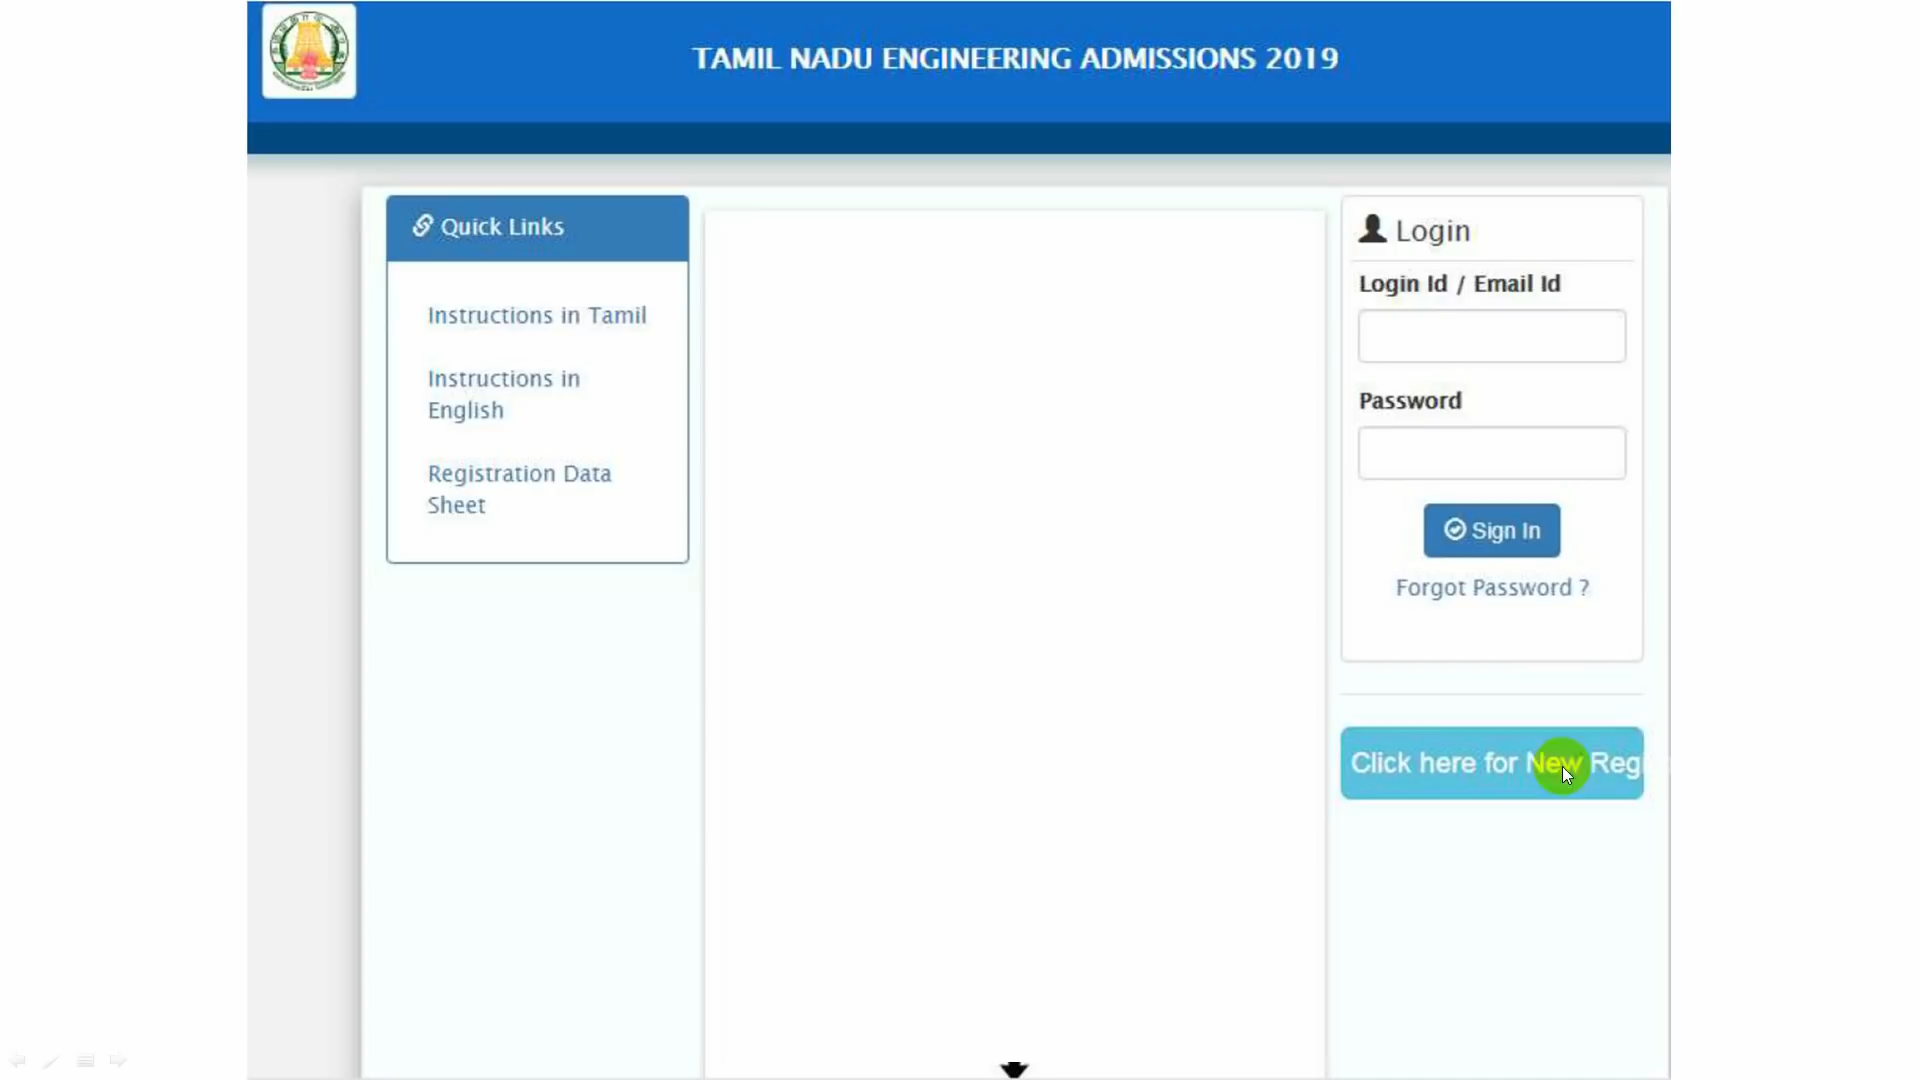 TAMIL NADU ENGINEERING ADMISSIONS 2019
Quick Links
Instructions in Tamil
Instructions in
English
Registration Data
Sheet
Login
Login Id / Email Id
Password
Sign In
Forgot Password ?
Click here for New Reg